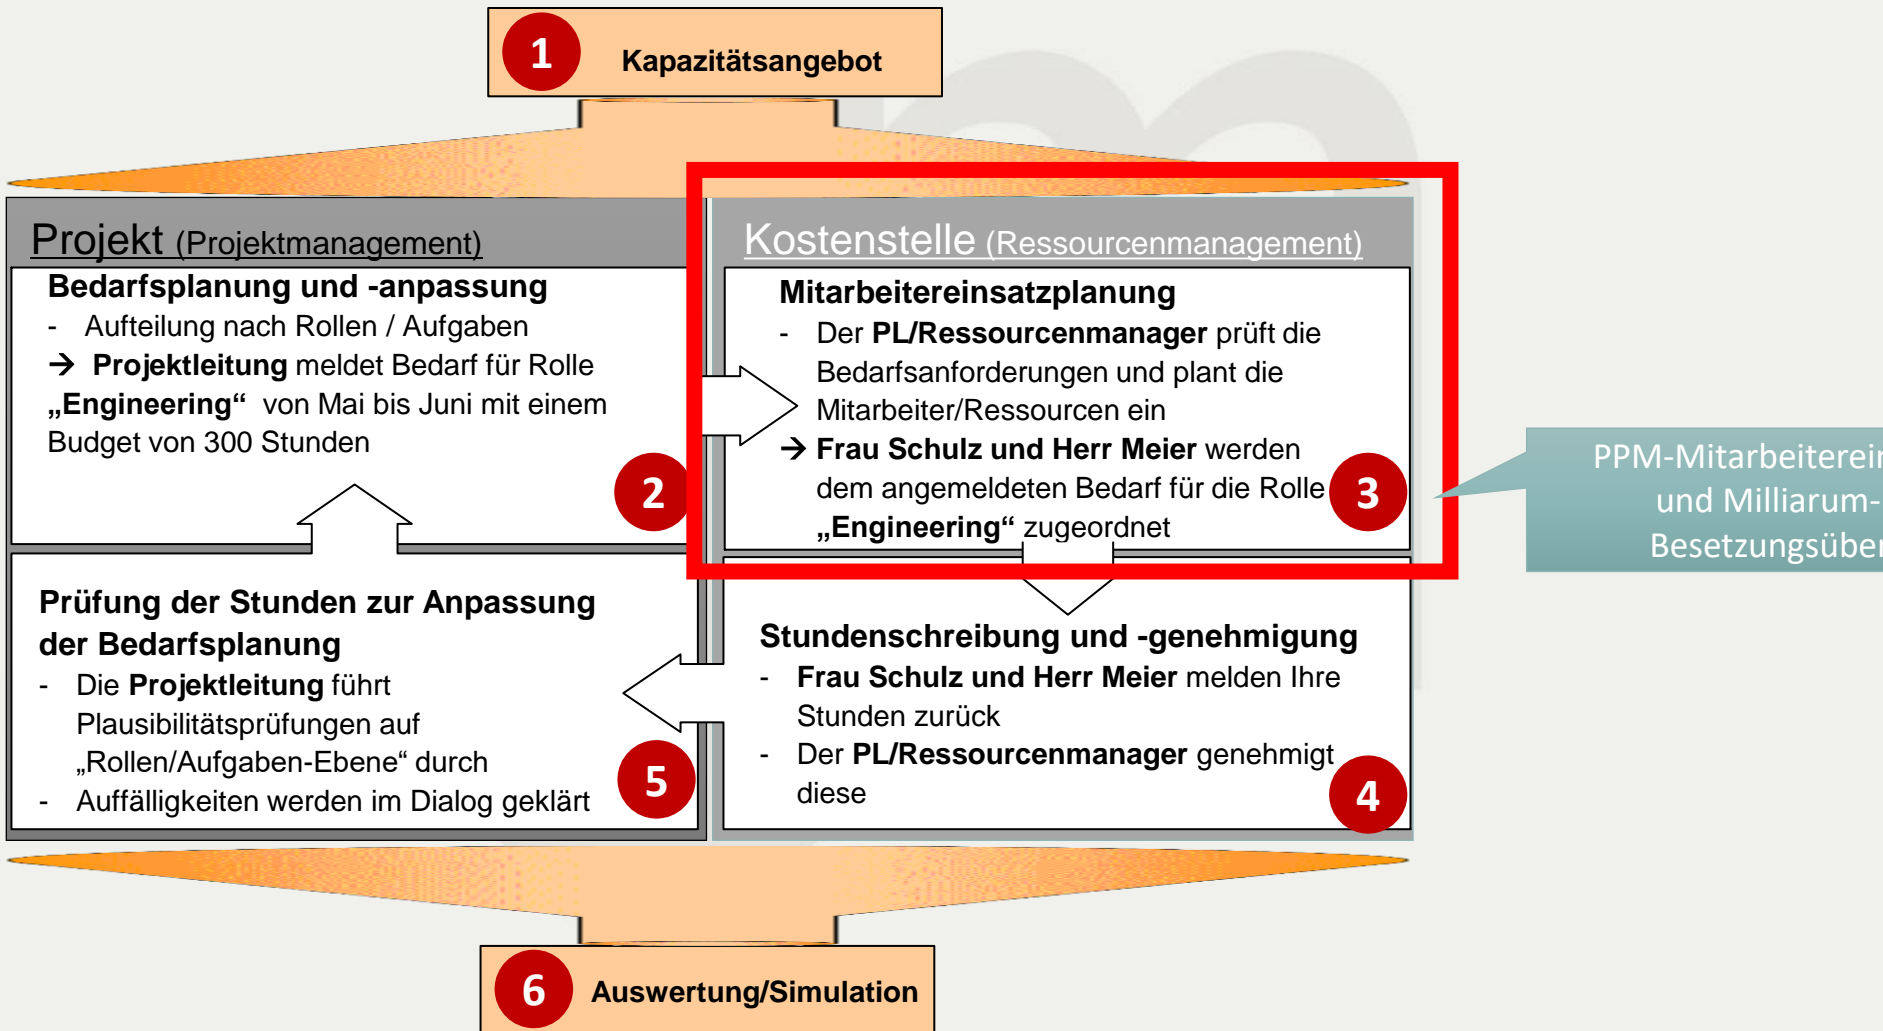 1
Kapazitätsangebot
Projekt (Projektmanagement)
Bedarfsplanung und -anpassung
- Aufteilung nach Rollen / Aufgaben
→ Projektleitung meldet Bedarf für Rolle
„Engineering“ von Mai bis Juni mit einem
Budget von 300 Stunden
2
Kostenstelle (Ressourcenmanagement)
Mitarbeitereinsatzplanung
- Der PL/Ressourcenmanager prüft die
Bedarfsanforderungen und plant die
Mitarbeiter/Ressourcen ein
→ Frau Schulz und Herr Meier werden
dem angemeldeten Bedarf für die Rolle
„Engineering“ zugeordnet
3
PPM-Mitarbeiterein
und Milliarum-
Besetzungsüber
Stundenschreibung und -genehmigung
- Frau Schulz und Herr Meier melden Ihre
Stunden zurück
- Der PL/Ressourcenmanager genehmigt
diese
4
Prüfung der Stunden zur Anpassung
der Bedarfsplanung
- Die Projektleitung führt
Plausibilitätsprüfungen auf
„Rollen/Aufgaben-Ebene“ durch
- Auffälligkeiten werden im Dialog geklärt
5
6
Auswertung/Simulation